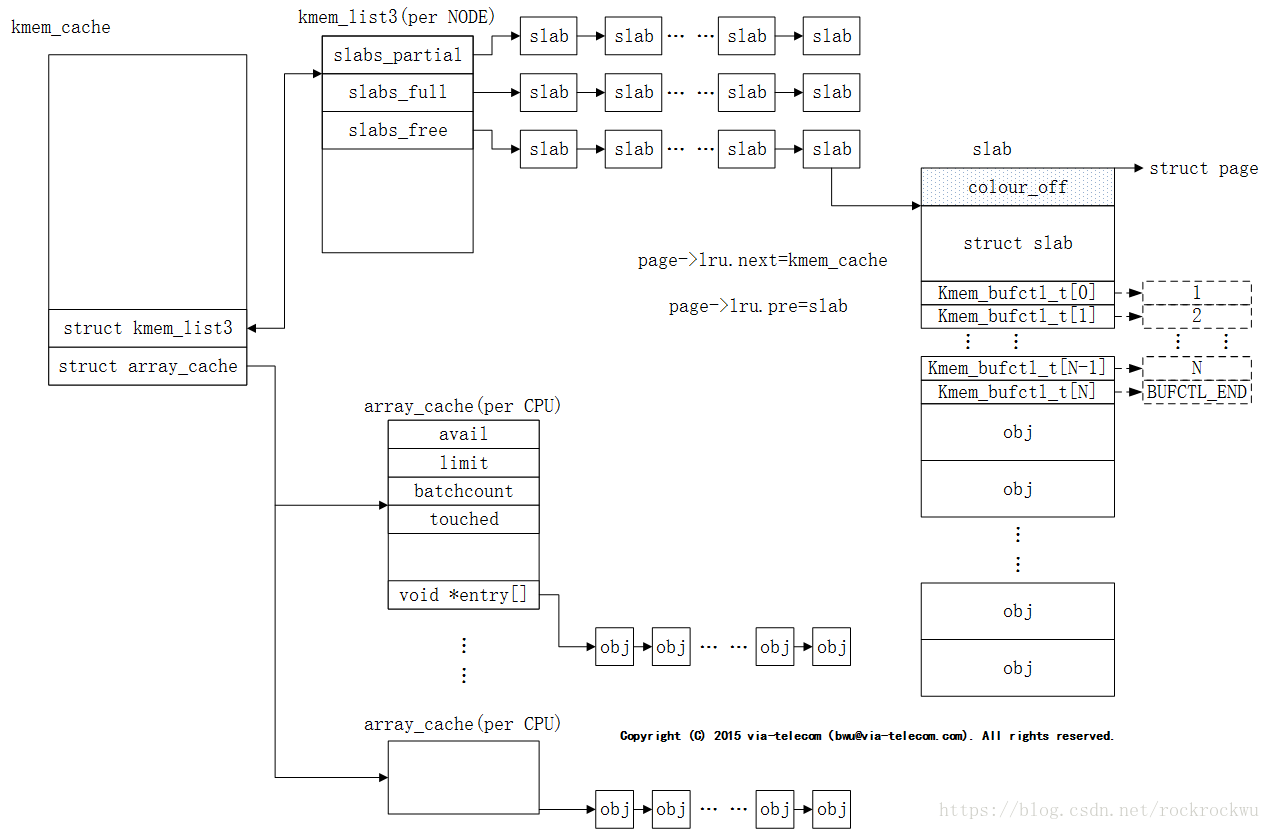 kmem_cache
kmem_list3(per NODE)
slabs_partial
slab
slab
… …
slab
slab
slabs_full
slab
slab
… …
slab
slab
slabs_free
slab
slab
… …
slab
slab
slab
struct page
colour_off
struct slab
page->lru.next=kmem_cache
page->lru.pre=slab
Kmem_bufctl_t[0]
1
Kmem_bufctl_t[1]
2
Kmem_bufctl_t[N-1]
N
Kmem_bufctl_t[N]
BUFCTL_END
obj
obj
obj
obj
struct kmem_list3
struct array_cache
array_cache(per CPU)
avail
limit
batchcount
touched
void *entry[]
obj
obj
… …
obj
obj
array_cache(per CPU)
obj
obj
… …
obj
obj
Copyright (C) 2015 via-telecom (bwu@via-telecom.com). All rights reserved.
https://blog.csdn.net/rockrockwu